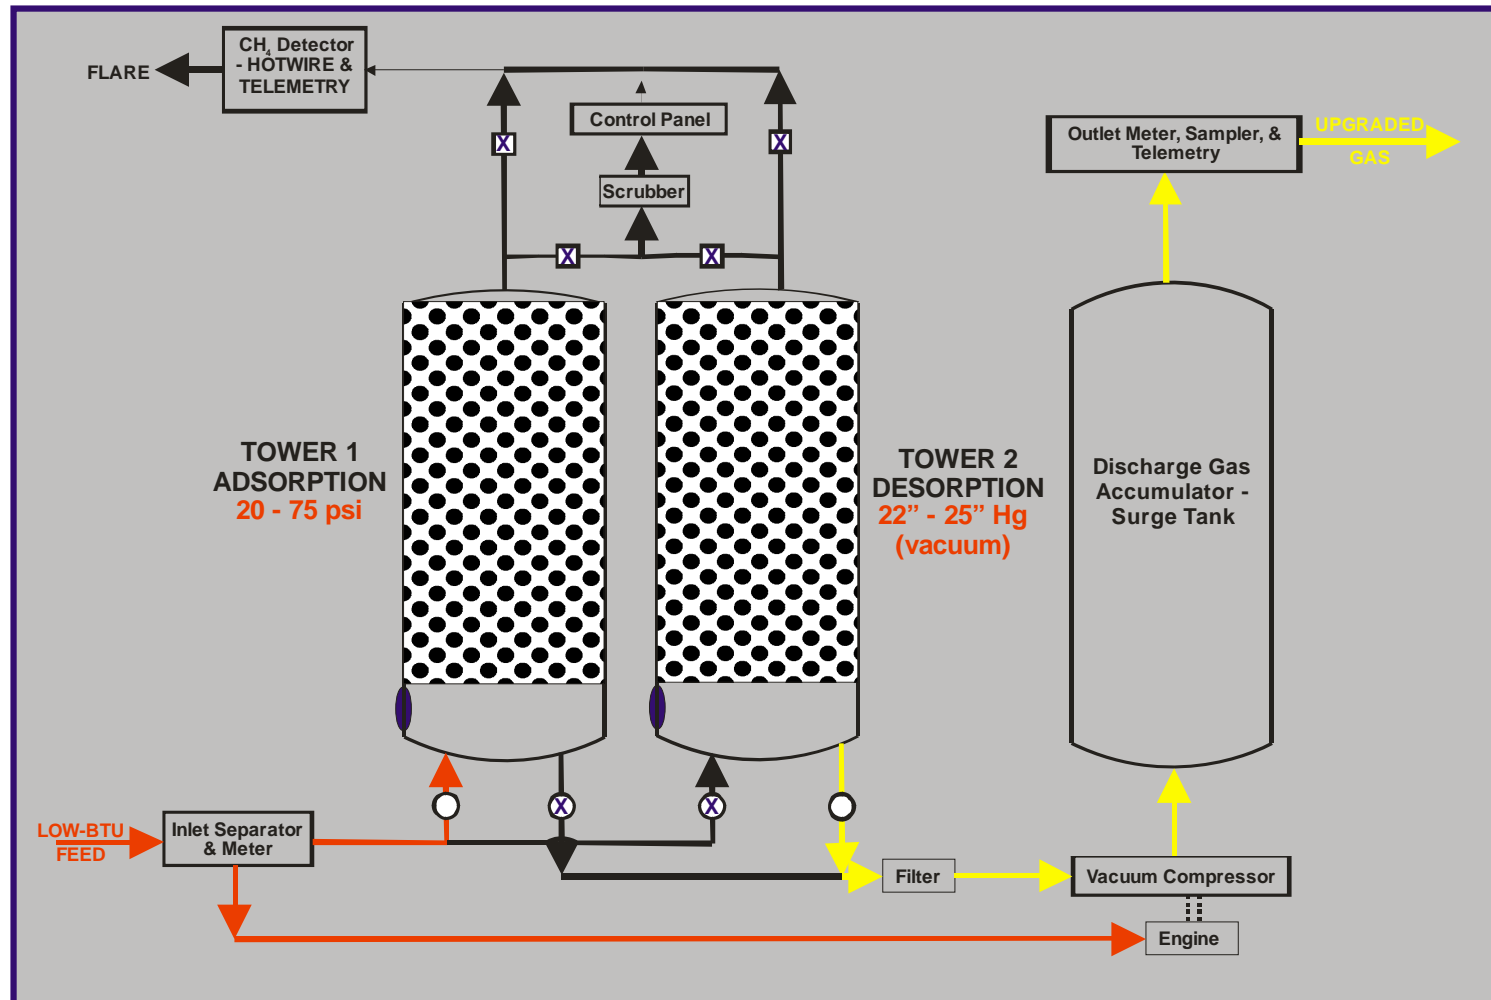 CH4 Detector
- HOTWIRE &
TELEMETRY
FLARE
Control Panel
Scrubber
X
X
X
X
Outlet Meter, Sampler, &
Telemetry
UPGRADED
GAS
TOWER 1
ADSORPTION
20 - 75 psi
TOWER 2
DESORPTION
22” - 25” Hg
(vacuum)
Discharge Gas
Accumulator -
Surge Tank
X
X
LOW-BTU
FEED
Inlet Separator
& Meter
Filter
Vacuum Compressor
Engine